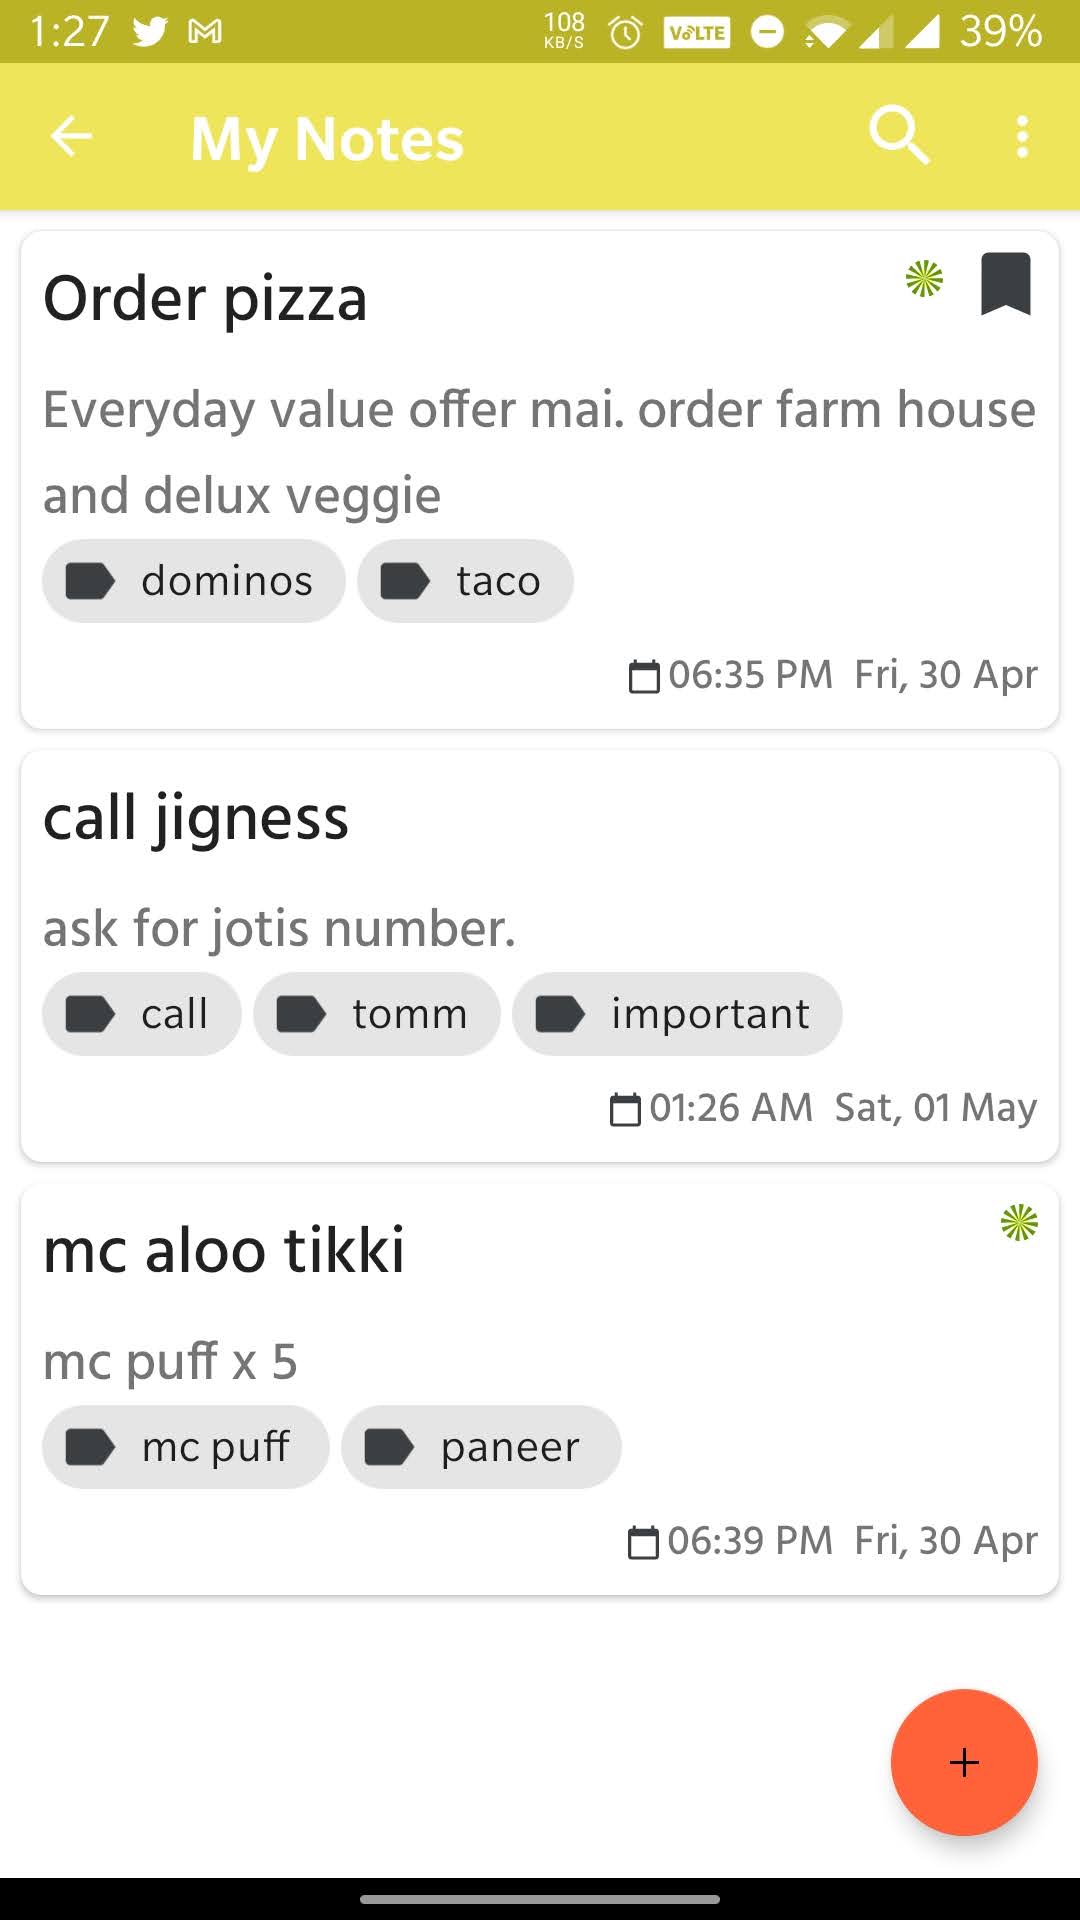 1:27 108 KB/S VoLTE 39%
My Notes
Order pizza
Everyday value offer mai. order farm house
and delux veggie
dominos taco
06:35 PM Fri, 30 Apr
call jigness
ask for jotis number.
call tomm important
01:26 AM Sat, 01 May
mc aloo tikki
mc puff x 5
mc puff paneer
06:39 PM Fri, 30 Apr